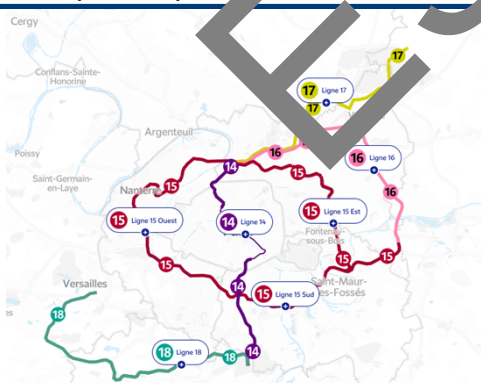 Cergy
17
Conflans-Sainte-
Honorine
17 Ligne 17
17
Argenteuil
Poissy
16
16 Ligne 16
14
15
Saint-Germain-
en-Laye
Nanterre
15
16
15 Ligne 15 Ouest
14 Ligne 14
15 Ligne 15 Est
Fontenay-
sous-Bois
15
15
15
Versailles
14
15 Ligne 15 Sud
Saint-Maur-
des-Fossés
18
18 Ligne 18
18
14